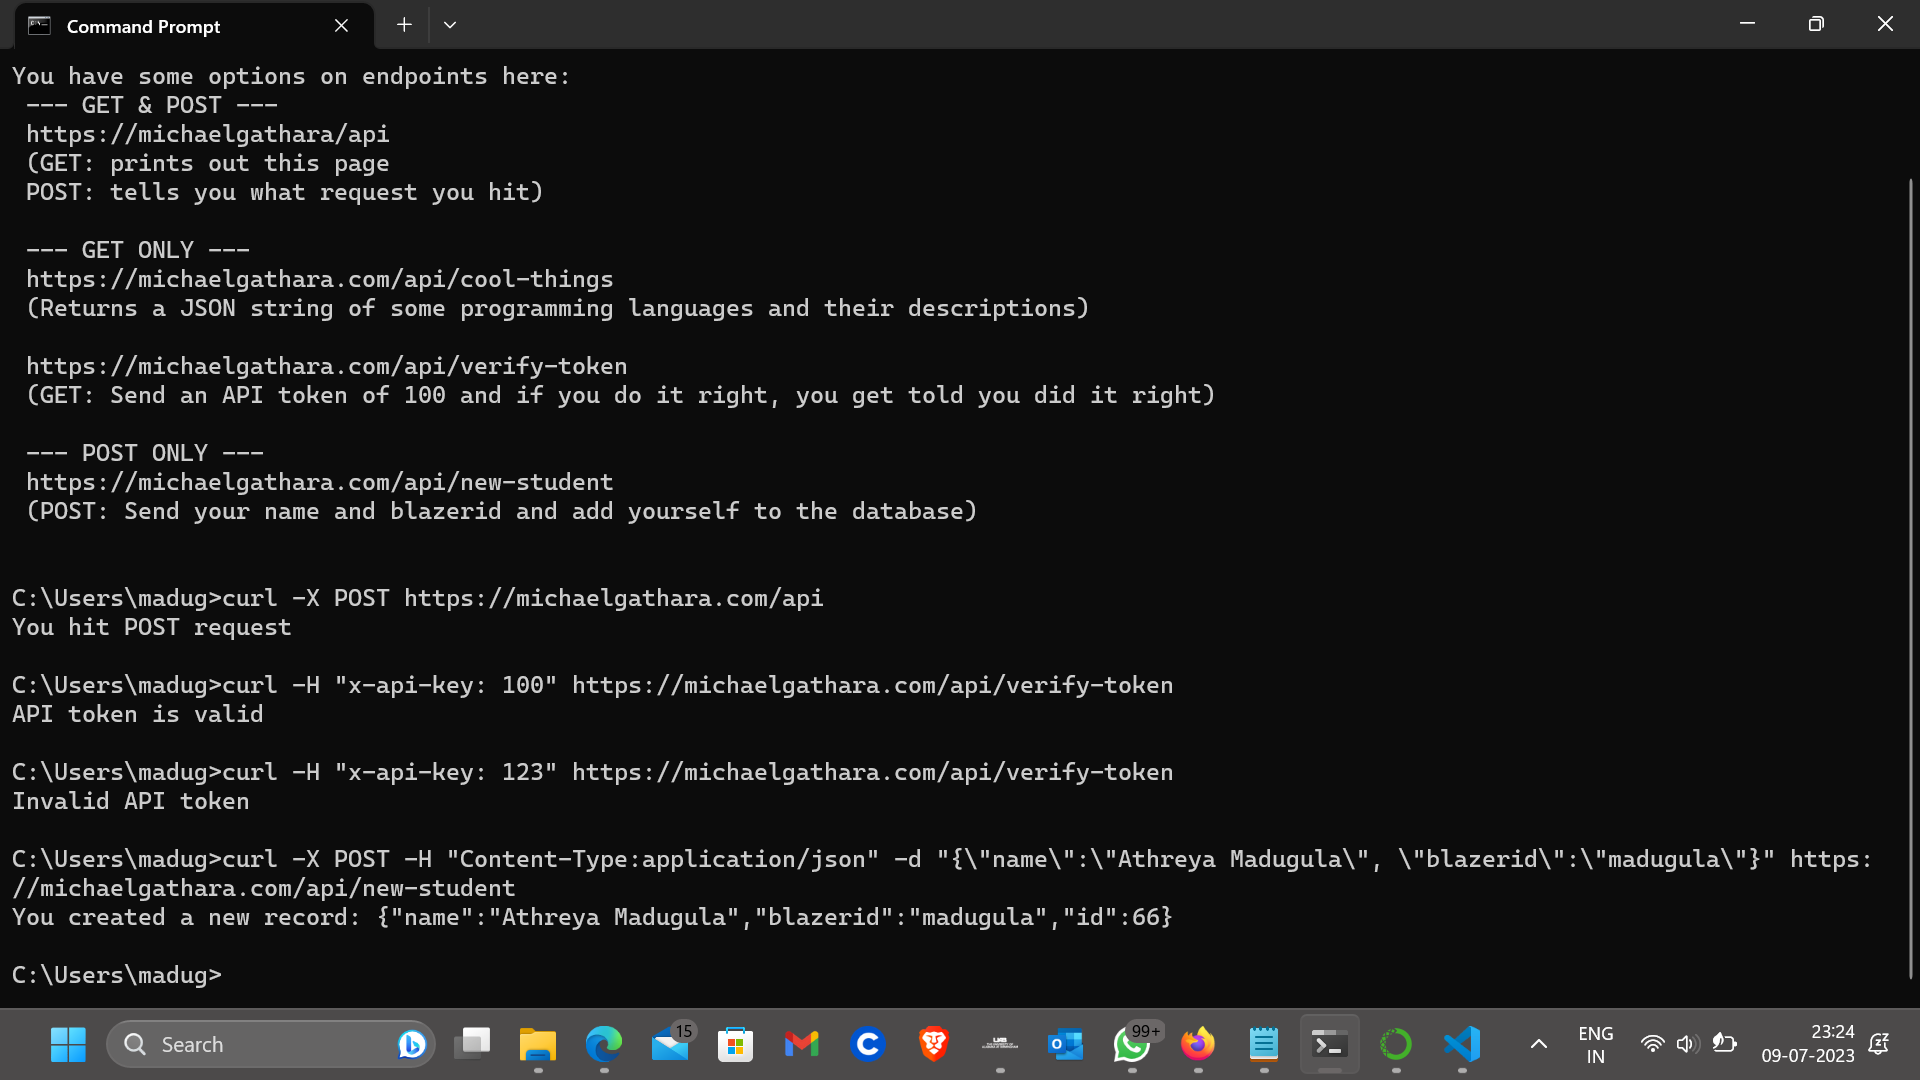 Command Prompt
You have some options on endpoints here:
--- GET & POST ---
https://michaelgathara/api
(GET: prints out this page
POST: tells you what request you hit)
--- GET ONLY ---
https://michaelgathara.com/api/cool-things
(Returns a JSON string of some programming languages and their descriptions)
https://michaelgathara.com/api/verify-token
(GET: Send an API token of 100 and if you do it right, you get told you did it right)
--- POST ONLY ---
https://michaelgathara.com/api/new-student
(POST: Send your name and blazerid and add yourself to the database)
C:\Users\madug>curl -X POST https://michaelgathara.com/api
You hit POST request
C:\Users\madug>curl -H "x-api-key: 100" https://michaelgathara.com/api/verify-token
API token is valid
C:\Users\madug>curl -H "x-api-key: 123" https://michaelgathara.com/api/verify-token
Invalid API token
C:\Users\madug>curl -X POST -H "Content-Type:application/json" -d "{\"name\":\"Athreya Madugula\", \"blazerid\":\"madugula\"}" https:
//michaelgathara.com/api/new-student
You created a new record: {"name":"Athreya Madugula","blazerid":"madugula","id":66}
C:\Users\madug>
Search
15
99+
ENG
IN
23:24
09-07-2023